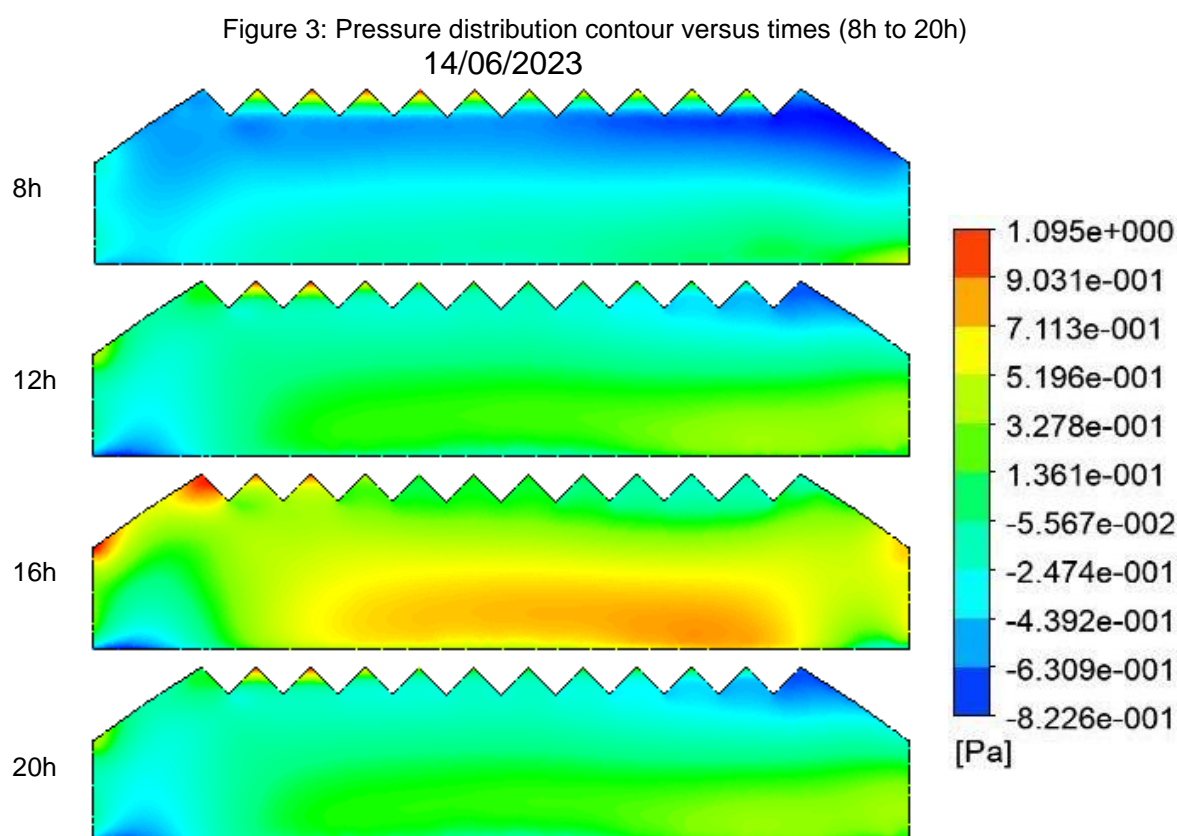 Figure 3: Pressure distribution contour versus times (8h to 20h)
14/06/2023
8h
12h
16h
20h
1.095e+000
9.031e-001
7.113e-001
5.196e-001
3.278e-001
1.361e-001
-5.567e-002
-2.474e-001
-4.392e-001
-6.309e-001
-8.226e-001
[Pa]